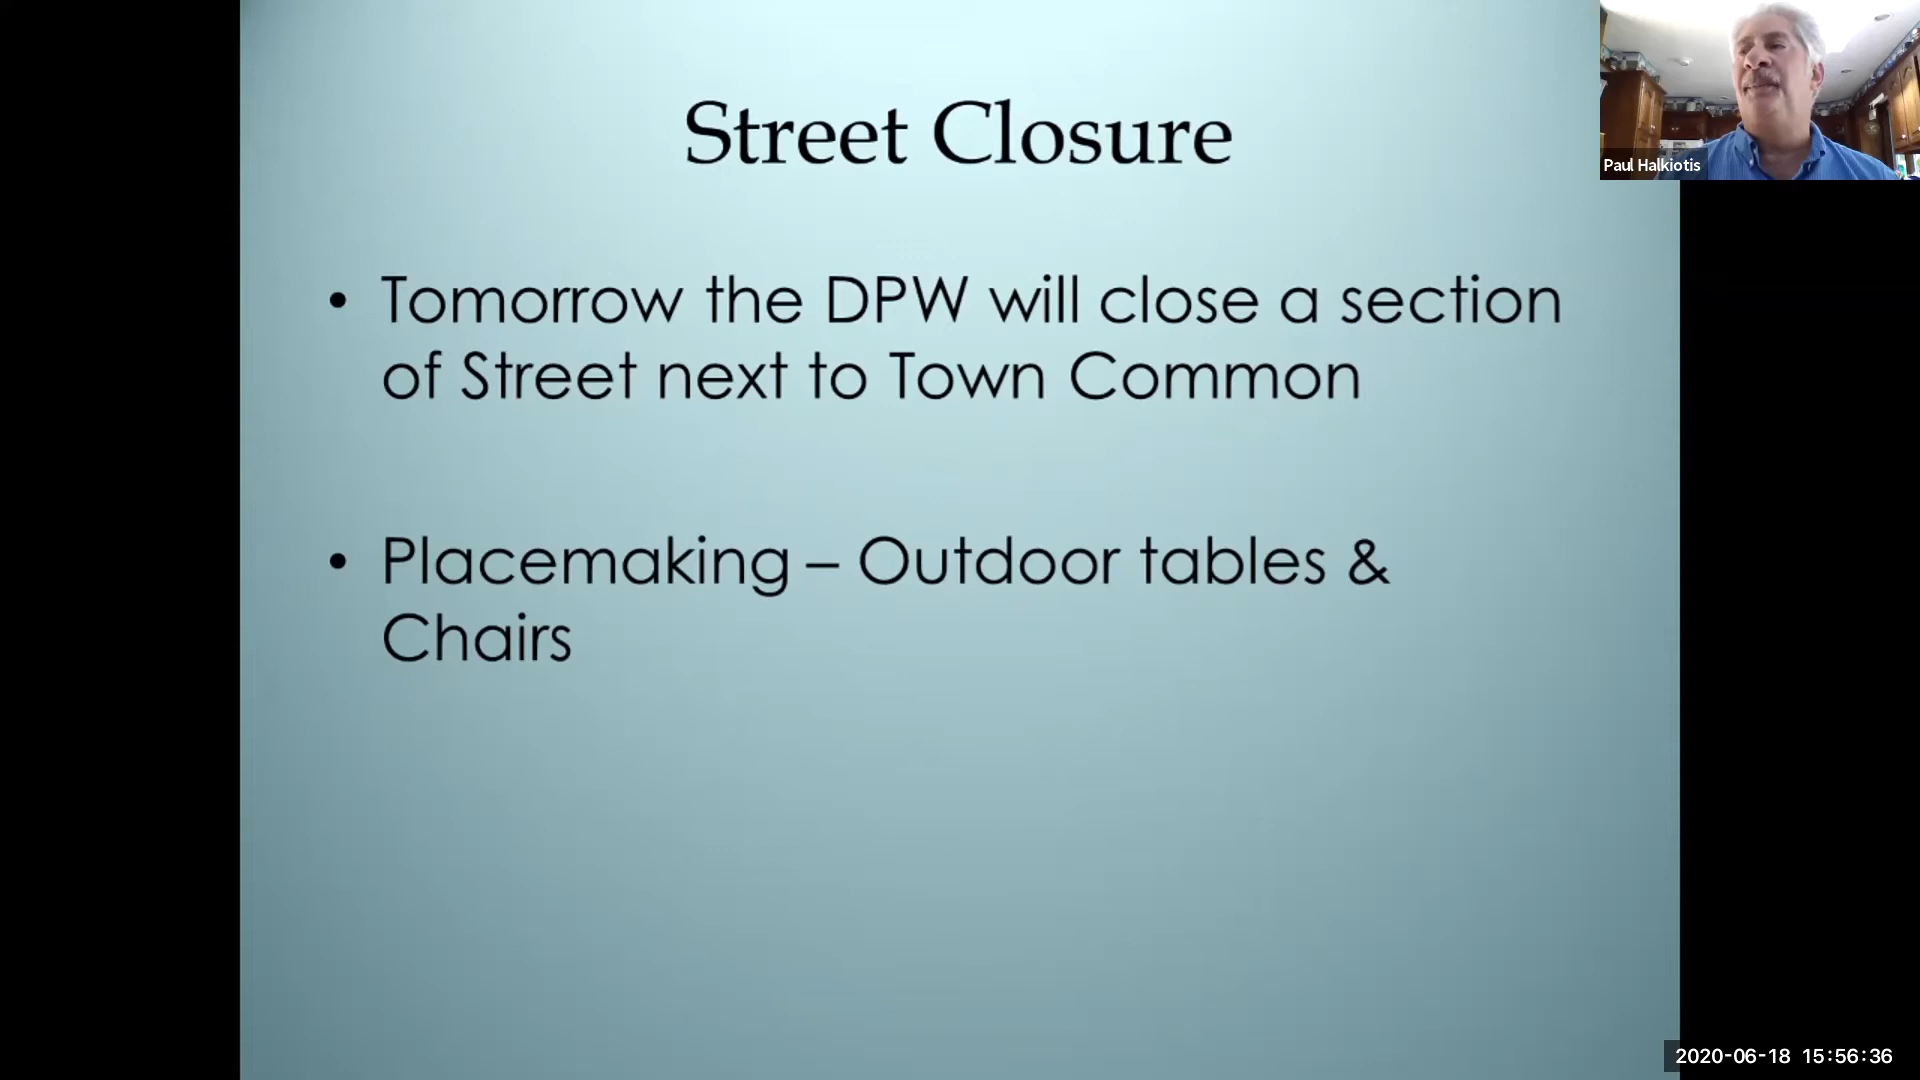 Street Closure
• Tomorrow the DPW will close a section
of Street next to Town Common
• Placemaking – Outdoor tables &
Chairs
Paul Halkiotis
2020-06-18 15:56:36